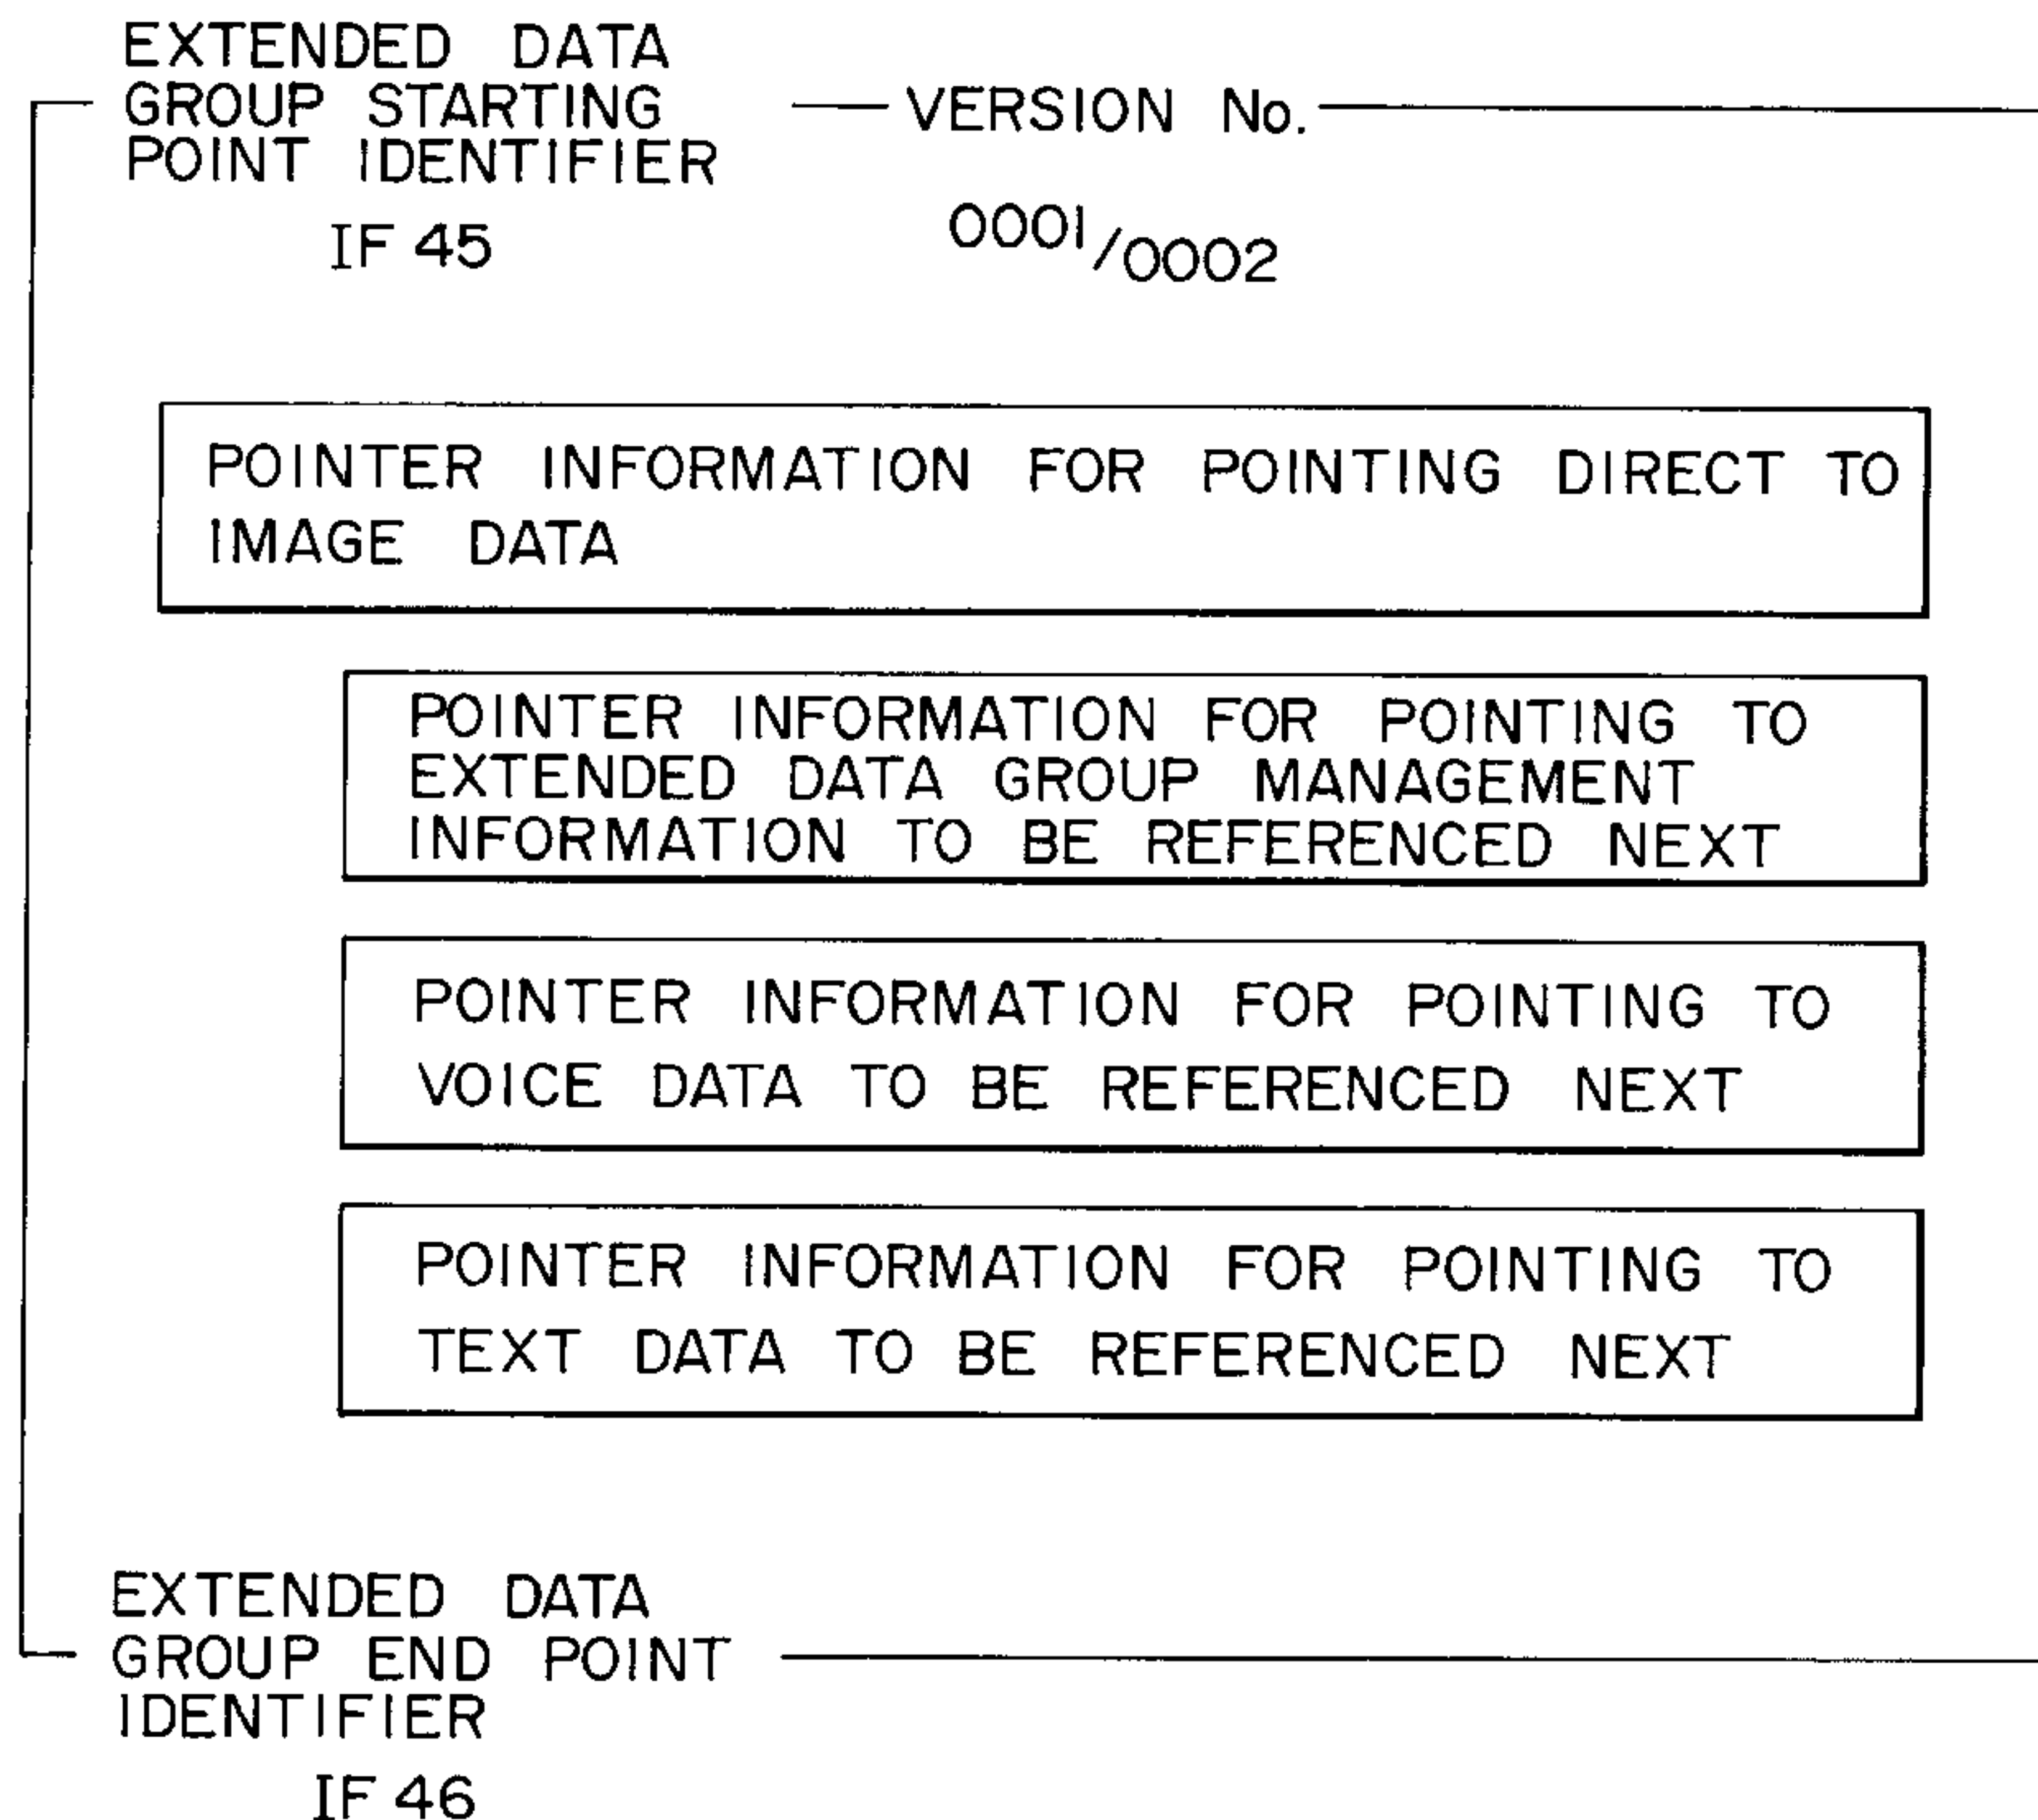 EXTENDED DATA
GROUP STARTING
POINT IDENTIFIER
VERSION No.
IF 45
0001/0002
POINTER INFORMATION FOR POINTING DIRECT TO
IMAGE DATA
POINTER INFORMATION FOR POINTING TO
EXTENDED DATA GROUP MANAGEMENT
INFORMATION TO BE REFERENCED NEXT
POINTER INFORMATION FOR POINTING TO
VOICE DATA TO BE REFERENCED NEXT
POINTER INFORMATION FOR POINTING TO
TEXT DATA TO BE REFERENCED NEXT
EXTENDED DATA
GROUP END POINT
IDENTIFIER
IF 46